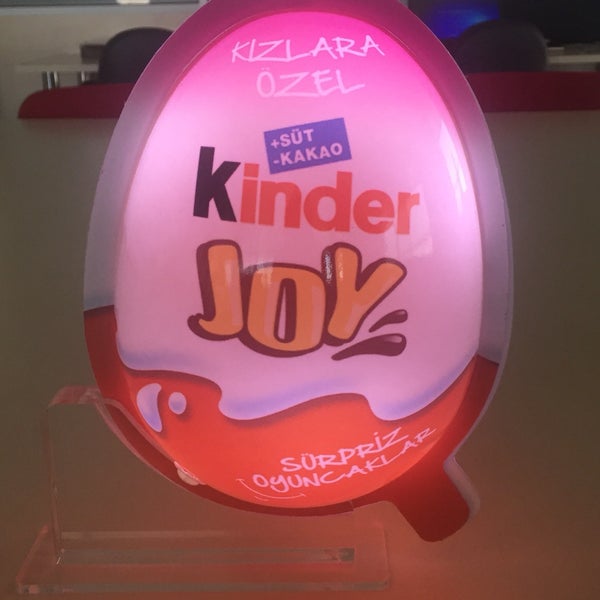 KIZLARA
ÖZEL
+SÜT
-KAKAO
Kinder
JOY
SÜRPRİZ
OYUNCAKLAR